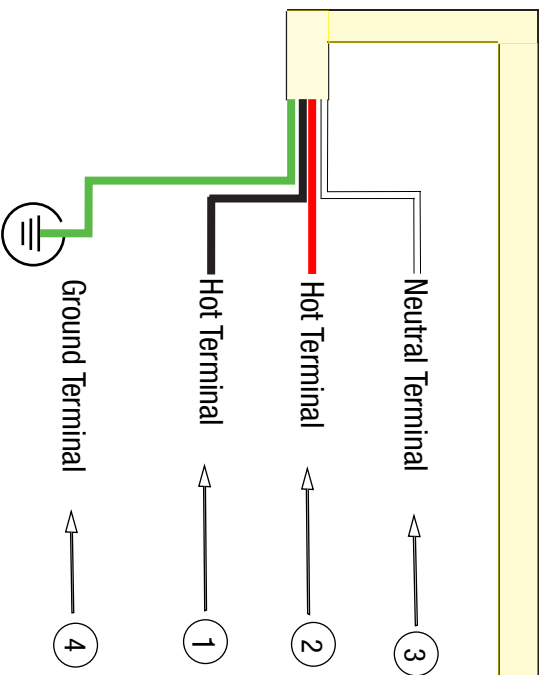 Neutral Terminal 3
Hot Terminal 2
Hot Terminal 1
Ground Terminal 4